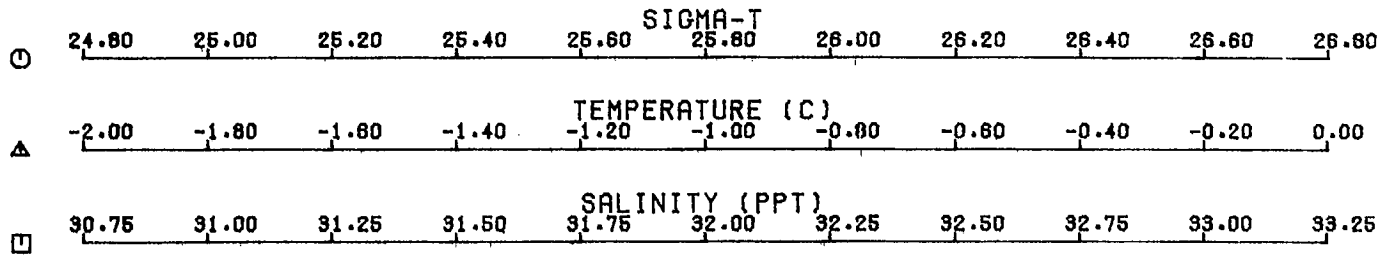 SIGMA-T
24.80 25.00 25.20 25.40 25.60 25.80 26.00 26.20 26.40 26.60 26.80
TEMPERATURE (C)
-2.00 -1.80 -1.60 -1.40 -1.20 -1.00 -0.80 -0.60 -0.40 -0.20 0.00
SALINITY (PPT)
30.75 31.00 31.25 31.50 31.75 32.00 32.25 32.50 32.75 33.00 33.25